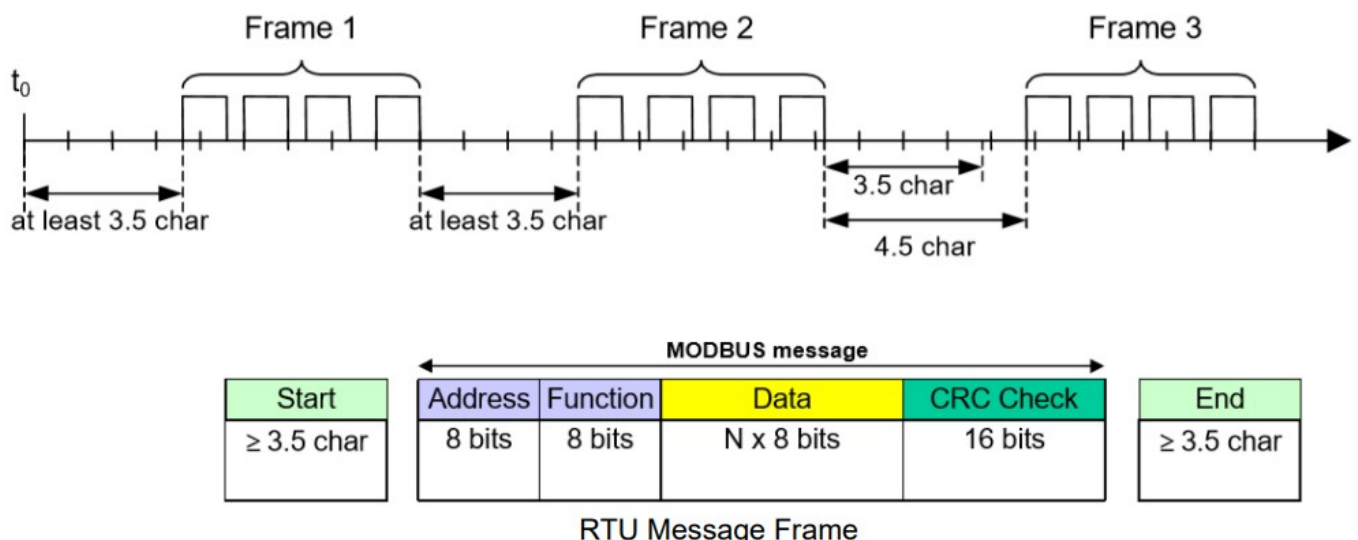 Frame 1 Frame 2 Frame 3
t0
3.5 char
at least 3.5 char at least 3.5 char
4.5 char
MODBUS message
Start Address Function Data CRC Check End
≥ 3.5 char 8 bits 8 bits N x 8 bits 16 bits ≥ 3.5 char
RTU Message Frame